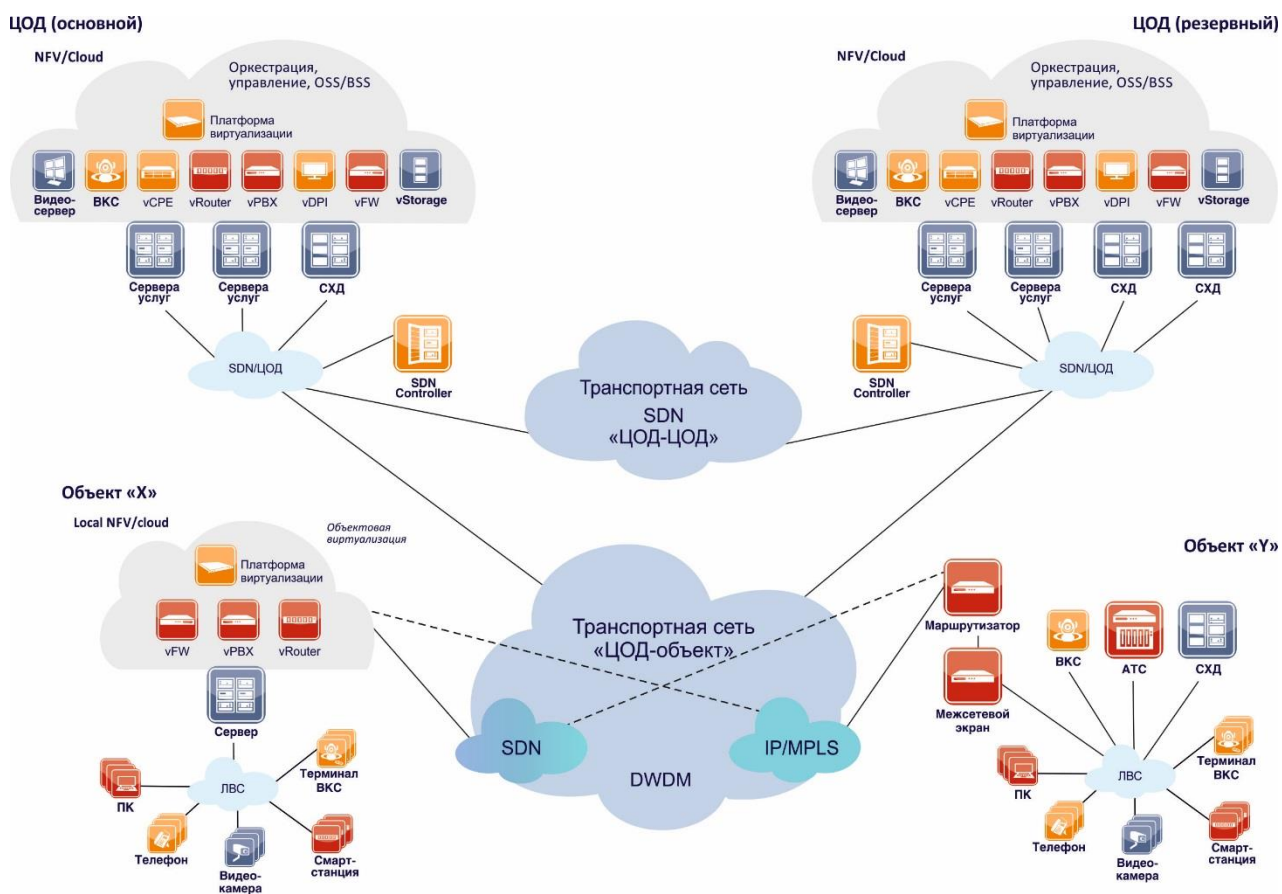 ЦОД (основной)
NFV/Cloud
Оркестрация,
управление, OSS/BSS
Платформа
виртуализации
Видео-
сервер
ВКС
vCPE
vRouter
vPBX
vDPI
vFW
vStorage
Сервера
услуг
Сервера
услуг
СХД
SDN/ЦОД
SDN
Controller
ЦОД (резервный)
NFV/Cloud
Оркестрация,
управление, OSS/BSS
Платформа
виртуализации
Видео-
сервер
ВКС
vCPE
vRouter
vPBX
vDPI
vFW
vStorage
Сервера
услуг
Сервера
услуг
СХД
СХД
SDN
Controller
SDN/ЦОД
Транспортная сеть
SDN
«ЦОД-ЦОД»
Объект «X»
Local NFV/cloud
Объектовая
виртуализация
Платформа
виртуализации
vFW
vPBX
vRouter
Сервер
ЛВС
ПК
Терминал
ВКС
Телефон
Видео-
камера
Смарт-
станция
Транспортная сеть
«ЦОД-объект»
SDN
IP/MPLS
DWDM
Объект «Y»
Маршрутизатор
Межсетевой
экран
ВКС
АТС
СХД
ЛВС
ПК
Терминал
ВКС
Телефон
Видео-
камера
Смарт-
станция